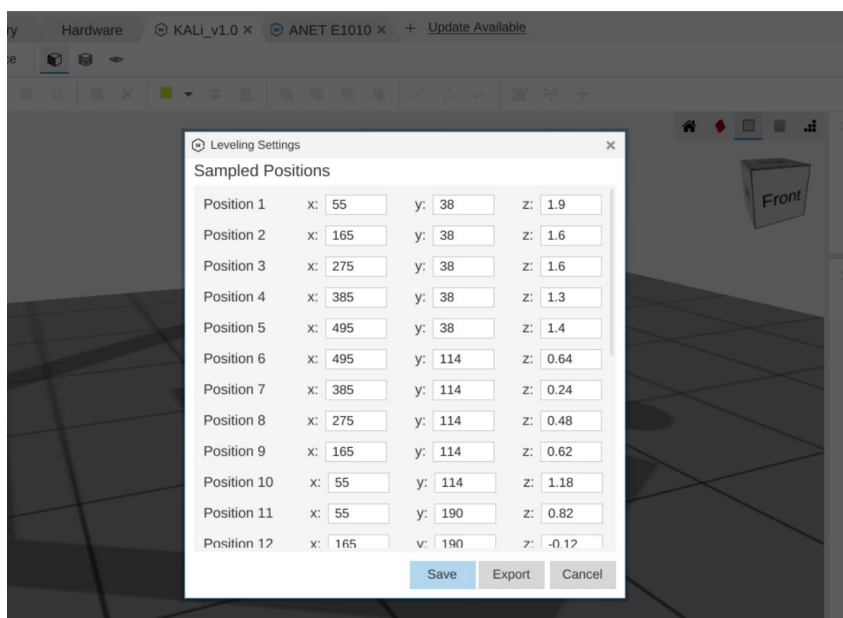 ry Hardware KALi_v1.0 × ANET E1010 × + Update Available
ce
Leveling Settings ×
Sampled Positions
Position 1 x: 55 y: 38 z: 1.9
Position 2 x: 165 y: 38 z: 1.6
Position 3 x: 275 y: 38 z: 1.6
Position 4 x: 385 y: 38 z: 1.3
Position 5 x: 495 y: 38 z: 1.4
Position 6 x: 495 y: 114 z: 0.64
Position 7 x: 385 y: 114 z: 0.24
Position 8 x: 275 y: 114 z: 0.48
Position 9 x: 165 y: 114 z: 0.62
Position 10 x: 55 y: 114 z: 1.18
Position 11 x: 55 y: 190 z: 0.82
Position 12 x: 165 y: 190 z: -0.12
Save Export Cancel
Front